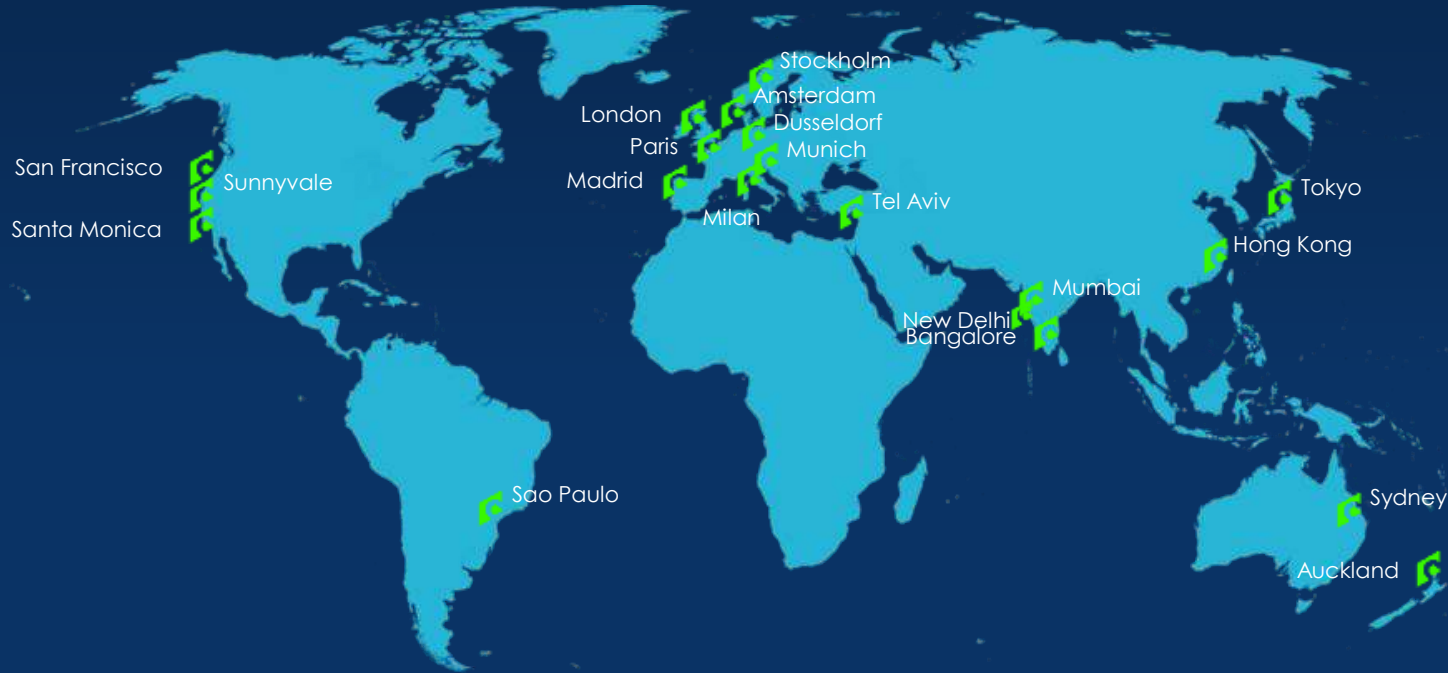 Stockholm
Amsterdam
London
Dusseldorf
Paris
Munich
San Francisco
Sunnyvale
Madrid
Tokyo
Tel Aviv
Milan
Santa Monica
Hong Kong
Mumbai
New Delhi
Bangalore
Sao Paulo
Sydney
Auckland